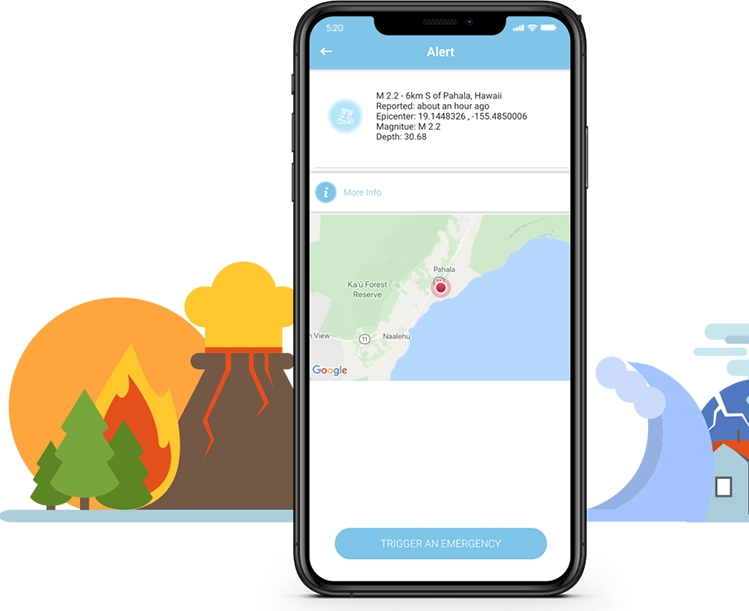 5:20
Alert
M 2.2 - 6km S of Pahala, Hawaii
Reported: about an hour ago
Epicenter: 19.1448326 , -155.4850006
Magnitue: M 2.2
Depth: 30.68
i
More Info
Pahala
Ka'ū Forest
Reserve
n View
11
Naalehu
Google
TRIGGER AN EMERGENCY